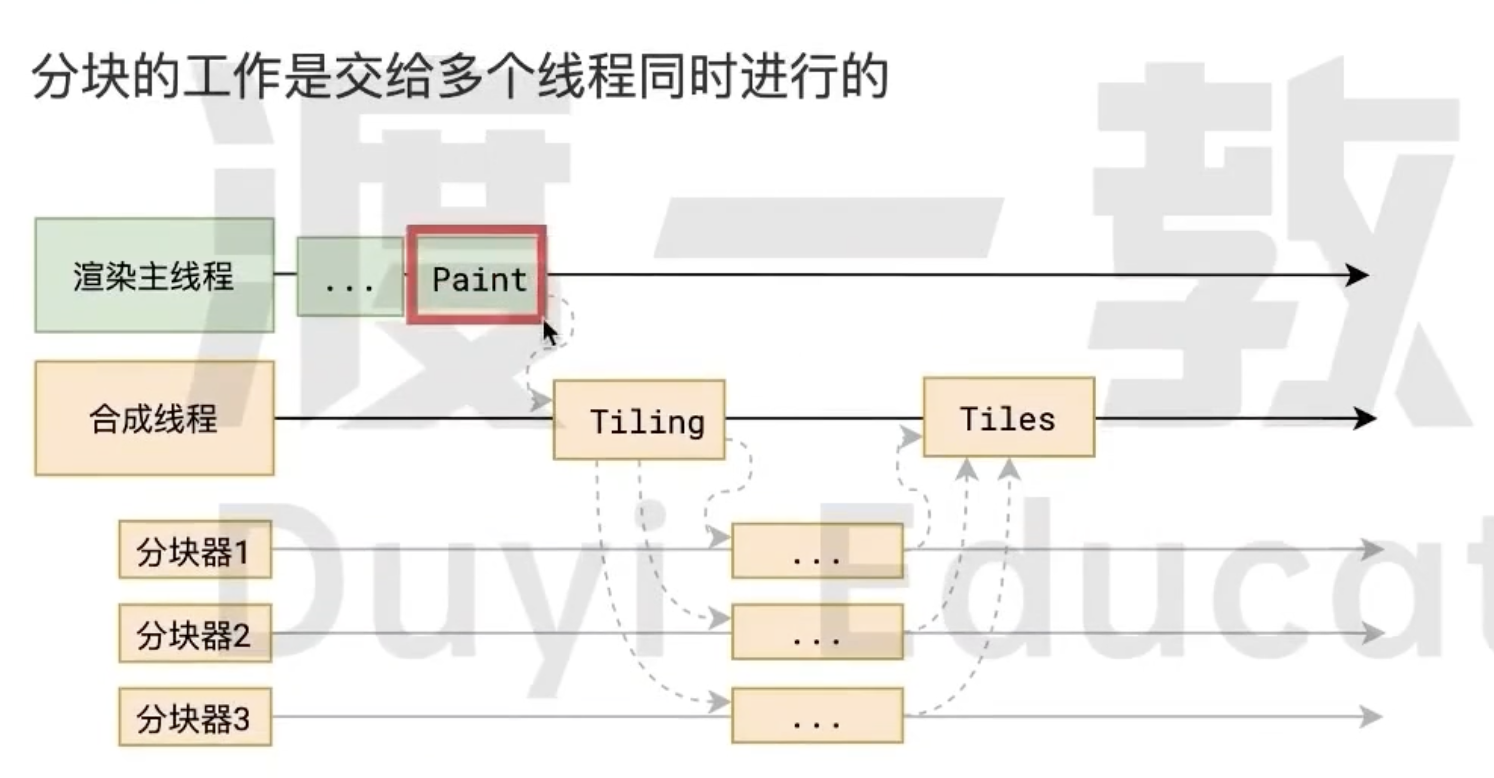 分块的工作是交给多个线程同时进行的
渲染主线程
...
Paint
合成线程
Tiling
Tiles
分块器1
...
分块器2
...
分块器3
...
渡一教
Duyi Educat